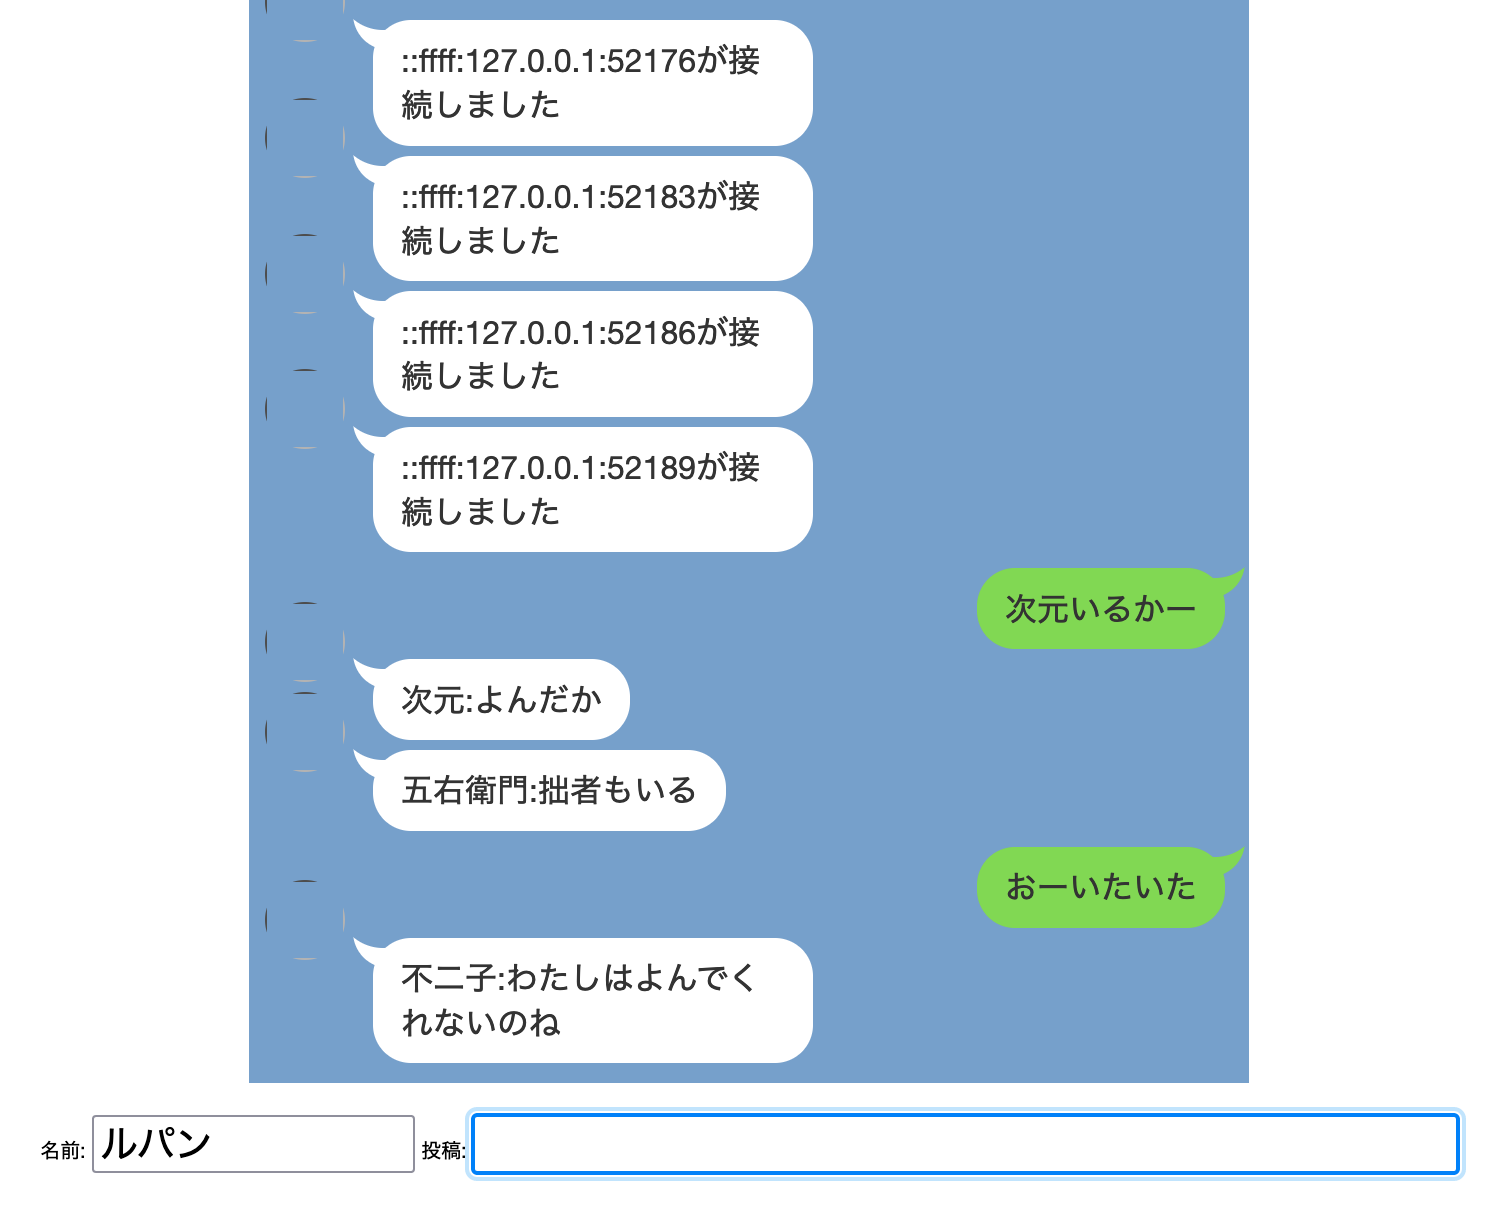 ::ffff:127.0.0.1:52176が接
続しました
::ffff:127.0.0.1:52183が接
続しました
::ffff:127.0.0.1:52186が接
続しました
::ffff:127.0.0.1:52189が接
続しました
次元いるかー
次元:よんだか
五右衛門:拙者もいる
おーいたいた
不二子:わたしはよんでく
れないのね
名前: ルパン 投稿: